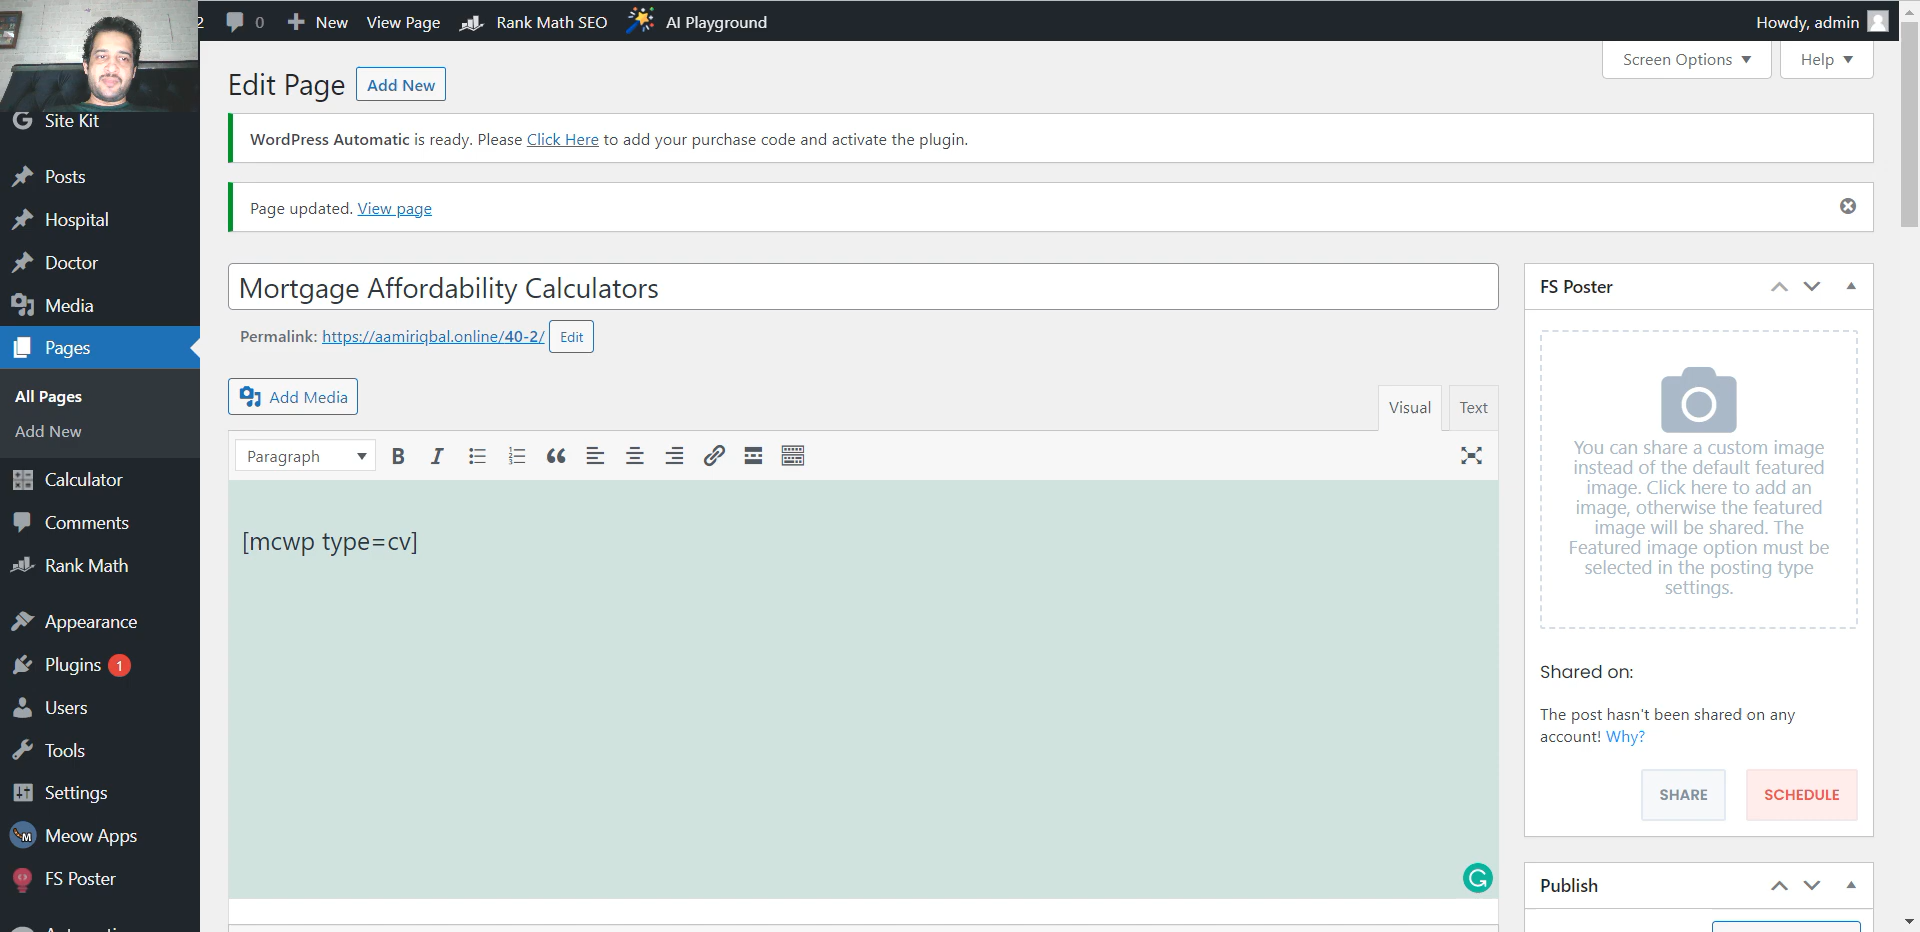 2 0 New View Page Rank Math SEO AI Playground Howdy, admin
Screen Options Help
Edit Page Add New
WordPress Automatic is ready. Please Click Here to add your purchase code and activate the plugin.
Page updated. View page
Mortgage Affordability Calculators
Permalink: https://aamiriqbal.online/40-2/ Edit
Add Media
Visual Text
Paragraph
[mcwp type=cv]
Site Kit
Posts
Hospital
Doctor
Media
Pages
All Pages
Add New
Calculator
Comments
Rank Math
Appearance
Plugins 1
Users
Tools
Settings
Meow Apps
FS Poster
FS Poster
You can share a custom image
instead of the default featured
image. Click here to add an
image, otherwise the featured
image will be shared. The
Featured image option must be
selected in the posting type
settings.
Shared on:
The post hasn't been shared on any
account! Why?
SHARE SCHEDULE
Publish